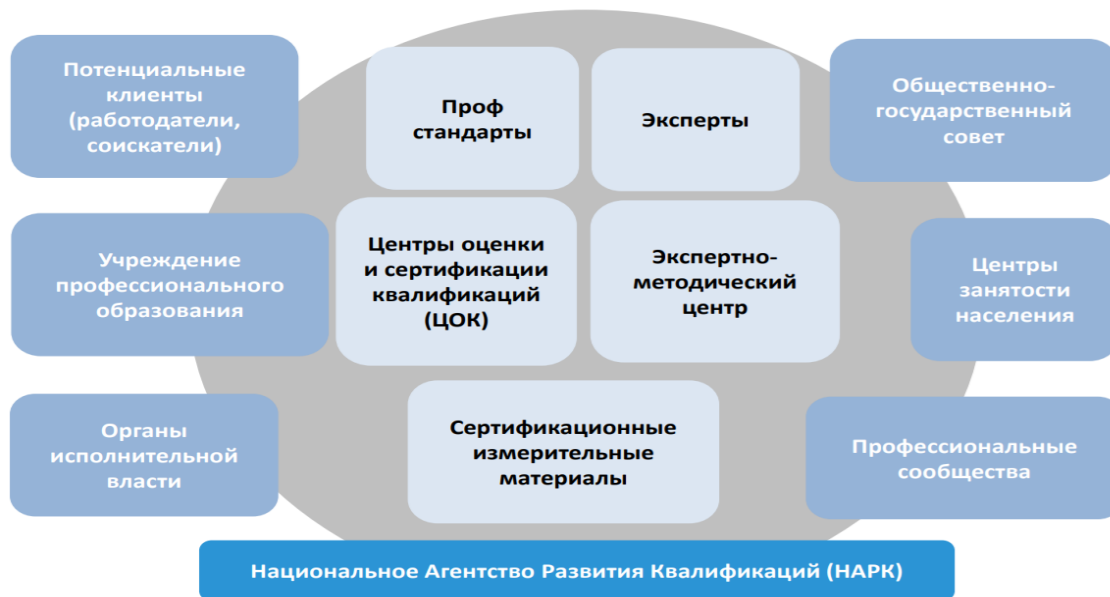 Потенциальные
клиенты
(работодатели,
соискатели)
Проф
стандарты
Эксперты
Общественно-
государственный
совет
Учреждение
профессионального
образования
Центры оценки
и сертификации
квалификаций
(ЦОК)
Экспертно-
методический
центр
Центры
занятости
населения
Органы
исполнительной
власти
Сертификационные
измерительные
материалы
Профессиональные
сообщества
Национальное Агентство Развития Квалификаций (НАРК)